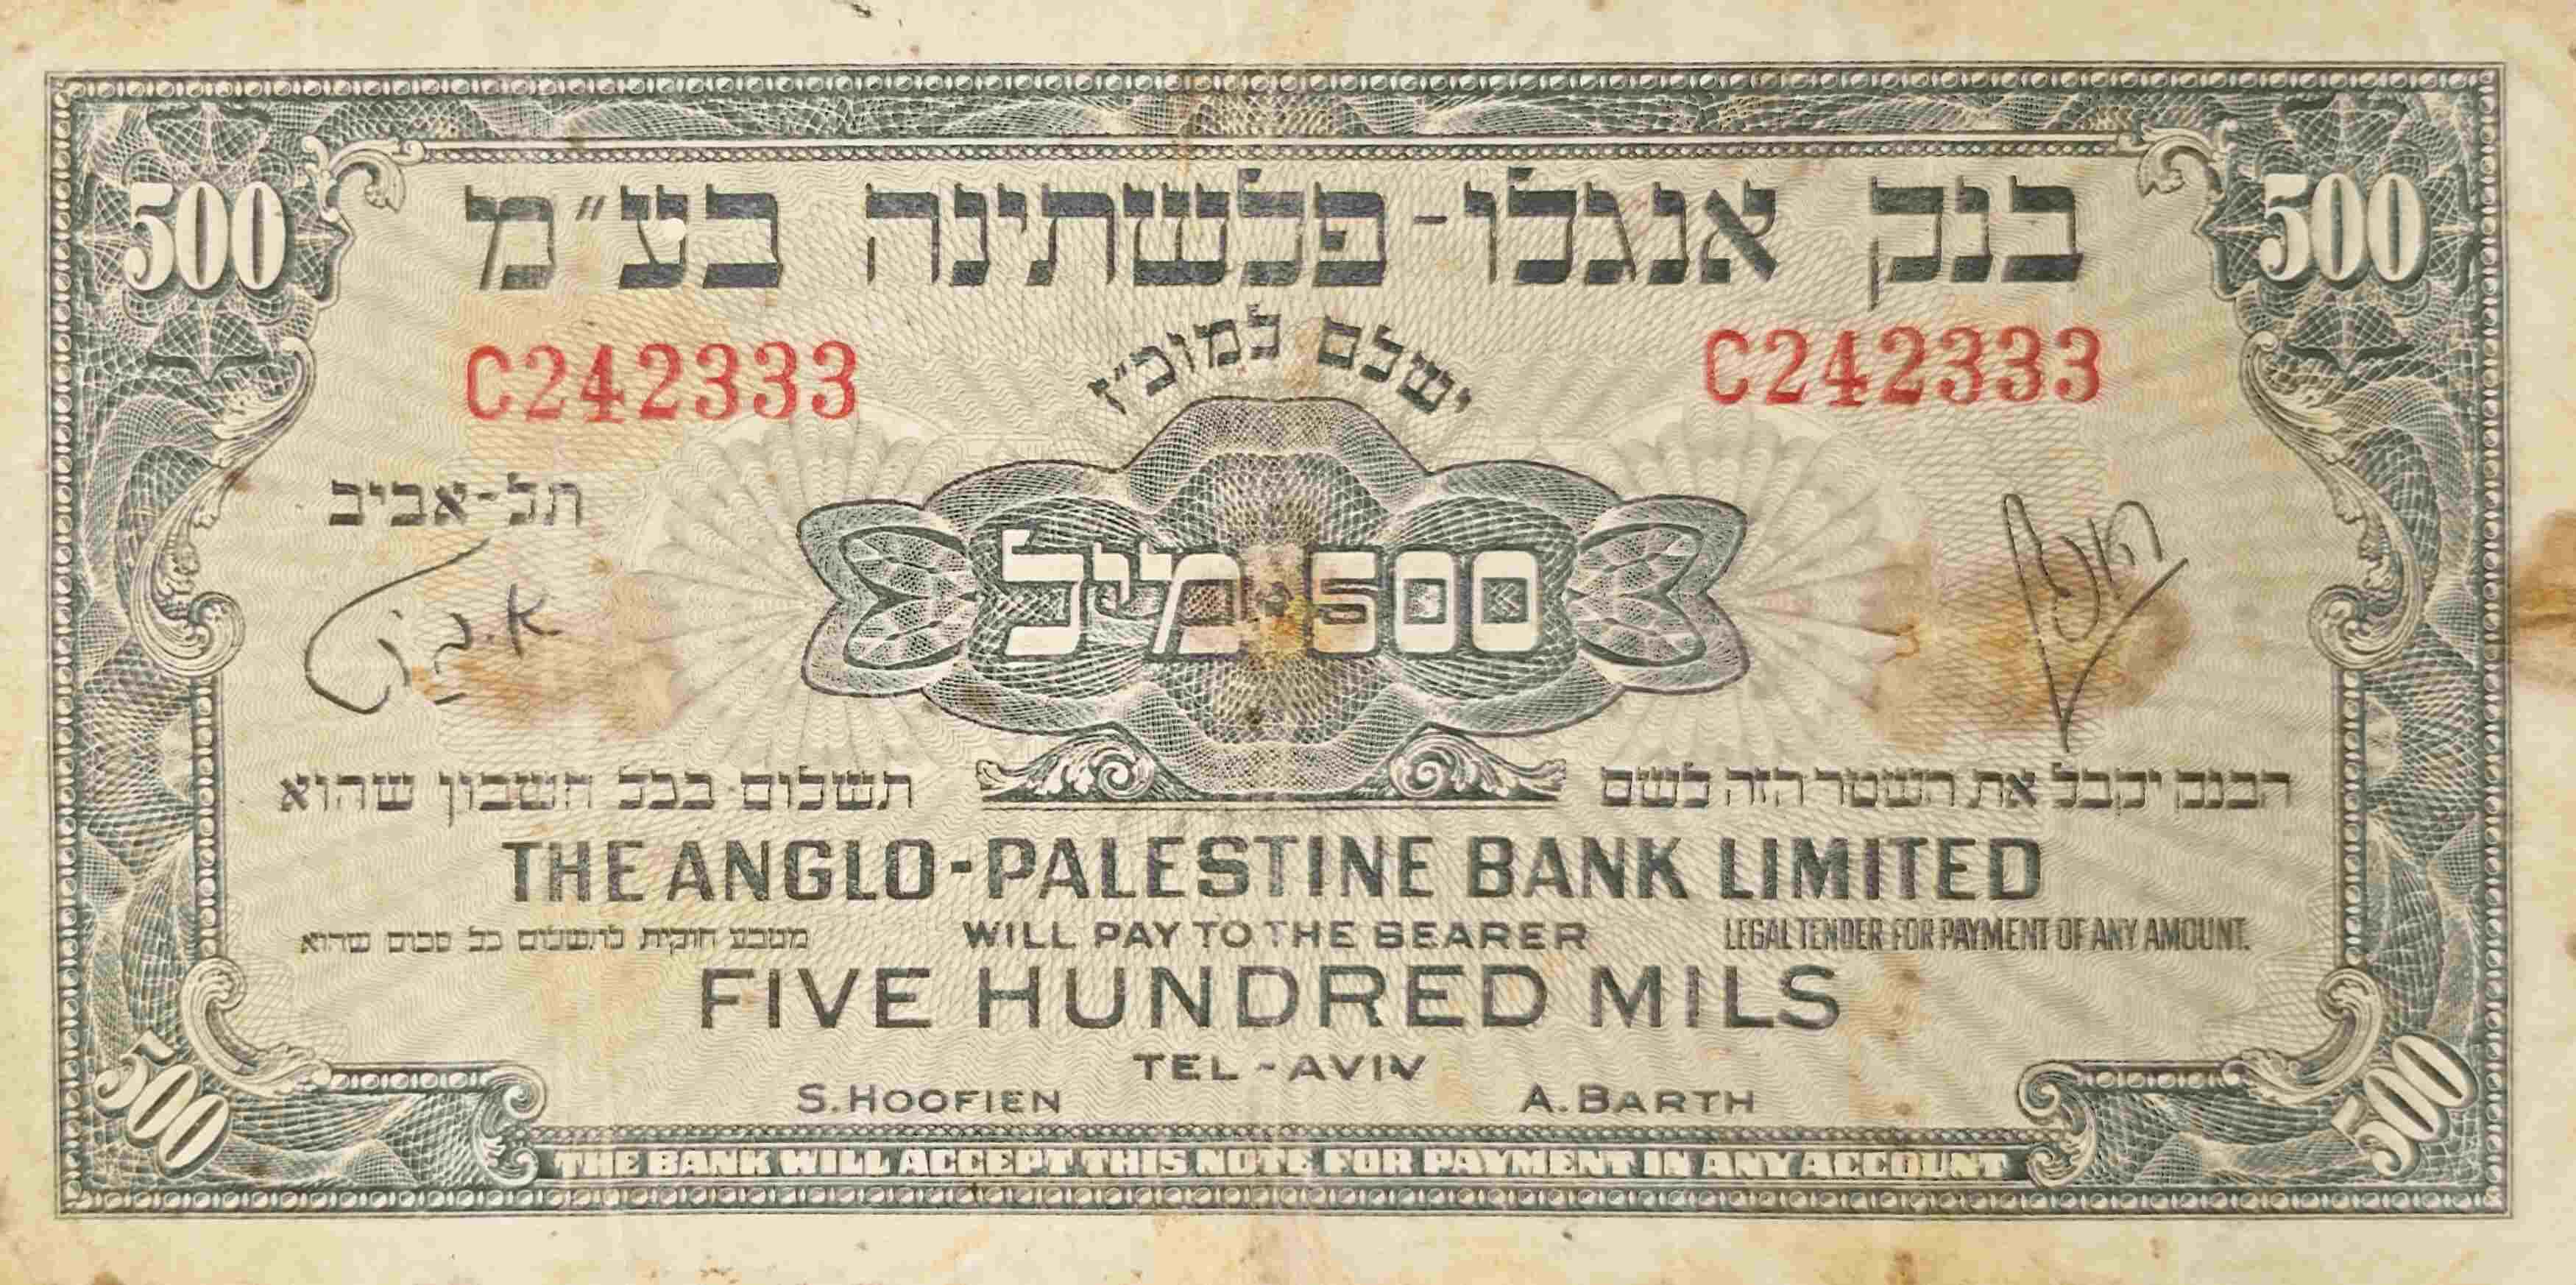 500 בנק אנגלו-פלשתינה בע"מ 500
C242333 ישלם למוכ"ז C242333
תל-אביב
500 מיל
הבנק יקבל את השטר הזה לשם תשלום בכל חשבון שהוא
THE ANGLO-PALESTINE BANK LIMITED
מטבע חוקית לתשלום כל סכום שהוא WILL PAY TO THE BEARER LEGAL TENDER FOR PAYMENT OF ANY AMOUNT.
FIVE HUNDRED MILS
TEL-AVIV
S. HOOFIEN A. BARTH
500 THE BANK WILL ACCEPT THIS NOTE FOR PAYMENT IN ANY ACCOUNT 500